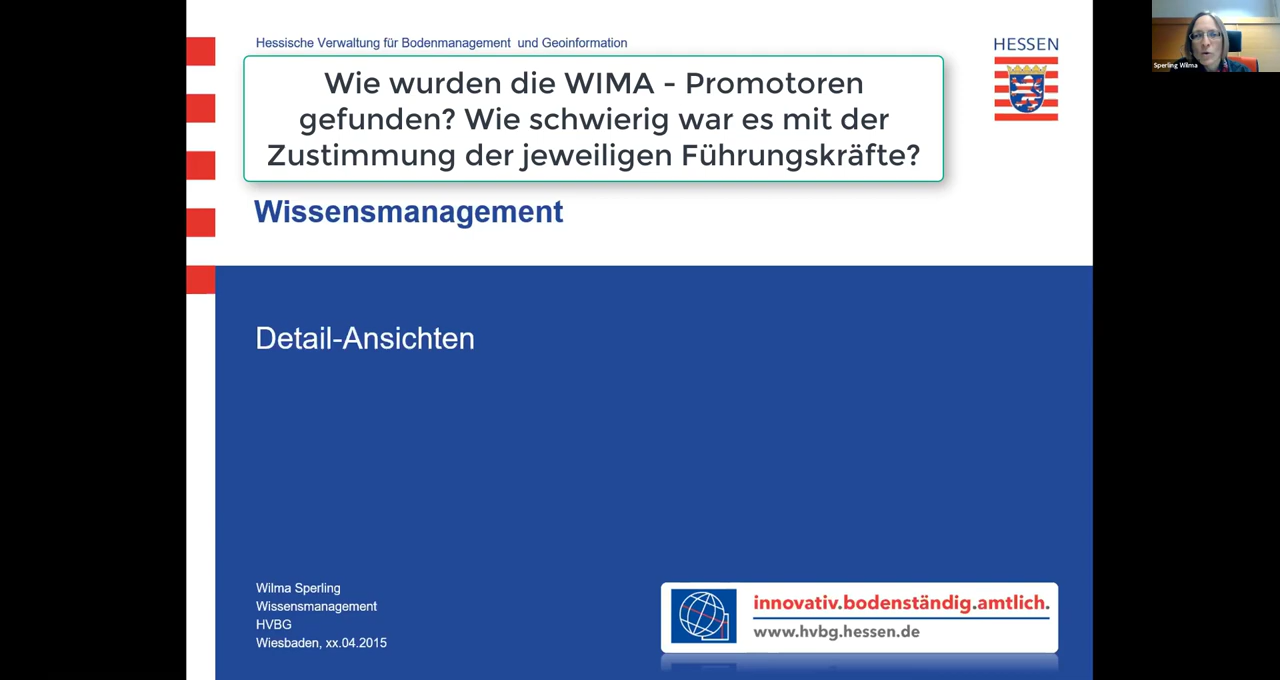 Hessische Verwaltung für Bodenmanagement und Geoinformation
HESSEN
Wie wurden die WIMA - Promotoren
gefunden? Wie schwierig war es mit der
Zustimmung der jeweiligen Führungskräfte?
Wissensmanagement
Detail-Ansichten
Wilma Sperling
Wissensmanagement
HVBG
Wiesbaden, xx.04.2015
innovativ.bodenständig.amtlich.
www.hvbg.hessen.de
Sperling Wilma